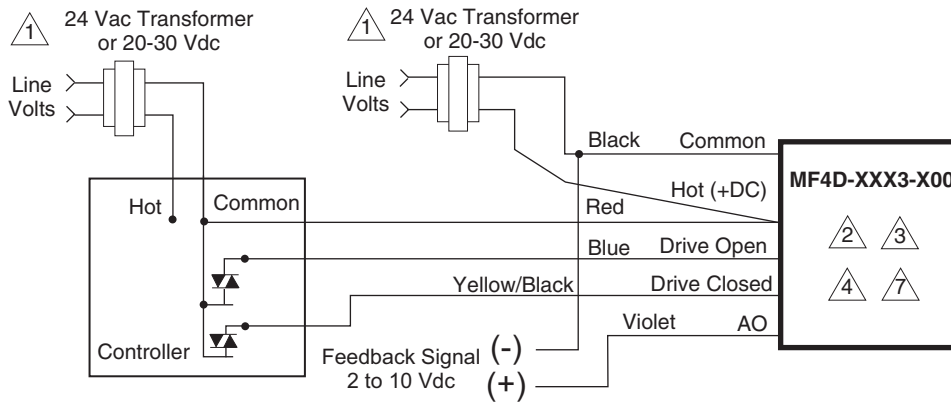 1
24 Vac Transformer
or 20-30 Vdc
Line
Volts
1
24 Vac Transformer
or 20-30 Vdc
Line
Volts
Black
Common
MF4D-XXX3-X00
Hot (+DC)
Hot
Common
Red
2
3
Blue
Drive Open
4
7
Yellow/Black
Drive Closed
Violet
AO
Controller
Feedback Signal
2 to 10 Vdc
(-)
(+)